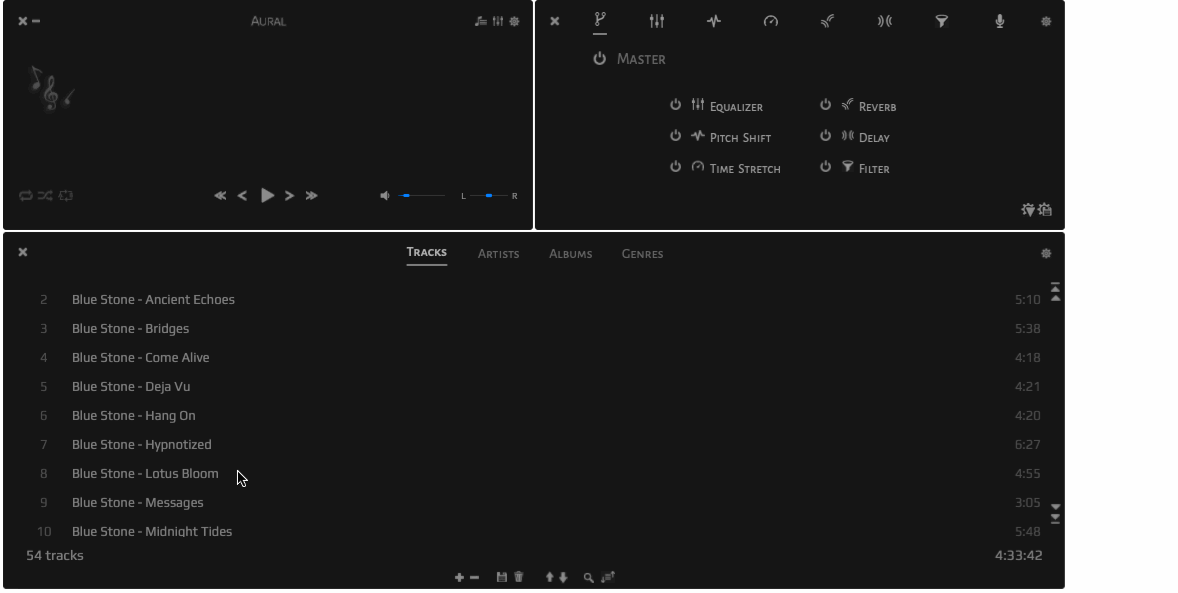 Aural
L R
Master
Equalizer Reverb
Pitch Shift Delay
Time Stretch Filter
Tracks Artists Albums Genres
2 Blue Stone - Ancient Echoes 5:10
3 Blue Stone - Bridges 5:38
4 Blue Stone - Come Alive 4:18
5 Blue Stone - Deja Vu 4:21
6 Blue Stone - Hang On 4:20
7 Blue Stone - Hypnotized 6:27
8 Blue Stone - Lotus Bloom 4:55
9 Blue Stone - Messages 3:05
10 Blue Stone - Midnight Tides 5:48
54 tracks 4:33:42